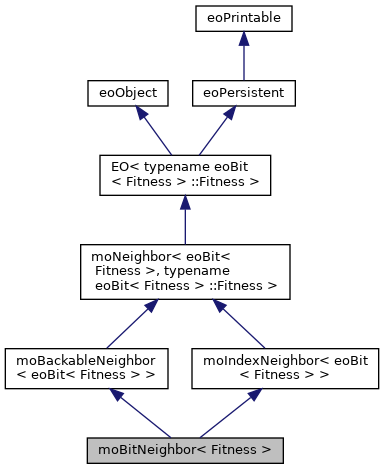 eoPrintable
eoObject
eoPersistent
EO< typename eoBit
< Fitness > ::Fitness >
moNeighbor< eoBit<
Fitness >, typename
eoBit< Fitness > ::Fitness >
moBackableNeighbor
< eoBit< Fitness > >
moIndexNeighbor< eoBit
< Fitness > >
moBitNeighbor< Fitness >